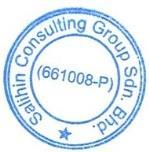 Salihin Consulting Group Sdn. Bhd.
(661008-P)